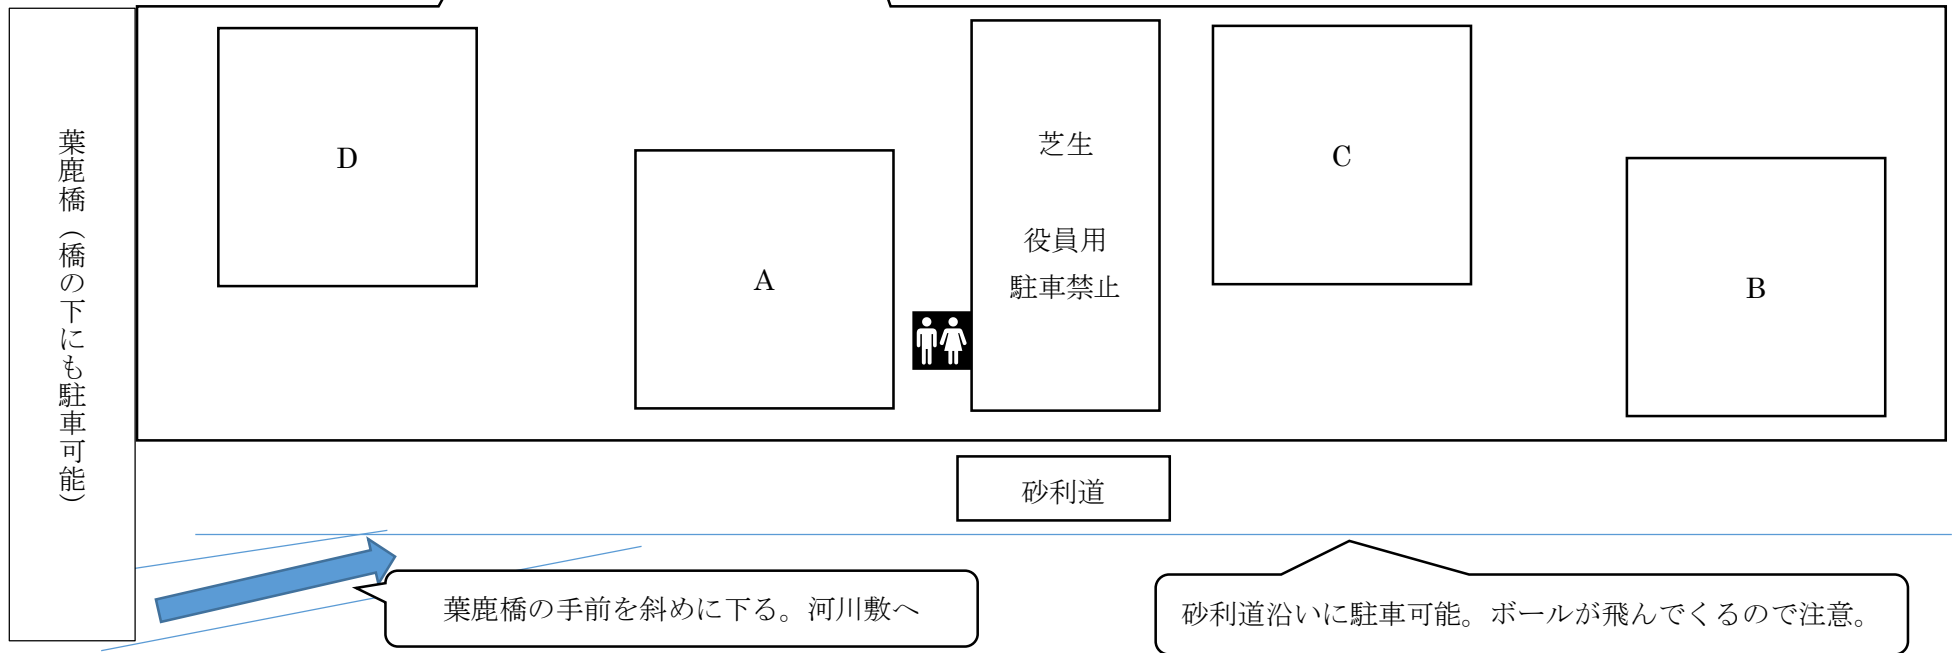 葉鹿橋（橋の下にも駐車可能）
D
A
芝生
役員用
駐車禁止
C
B
砂利道
葉鹿橋の手前を斜めに下る。河川敷へ
砂利道沿いに駐車可能。ボールが飛んでくるので注意。